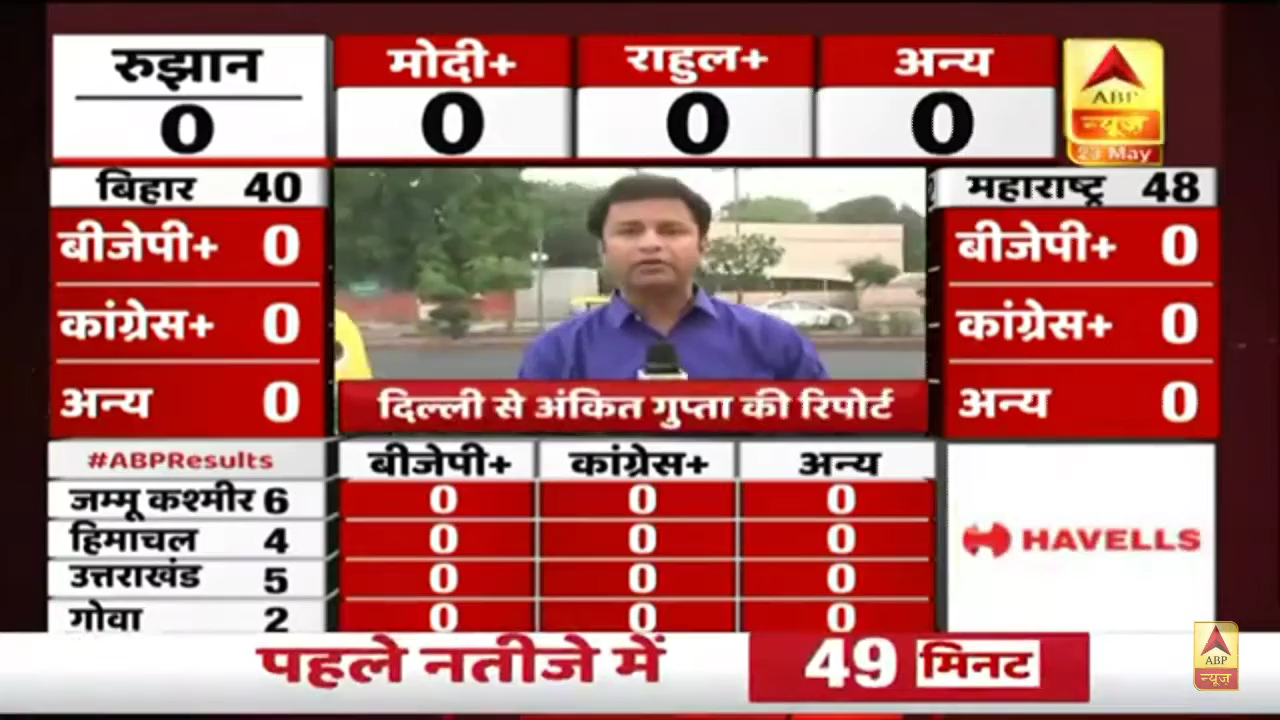 रुझान
0
मोदी+
0
राहुल+
0
अन्य
0
ABP
न्यूज़
23 May
बिहार 40
बीजेपी+ 0
कांग्रेस+ 0
अन्य 0
दिल्ली से अंकित गुप्ता की रिपोर्ट
महाराष्ट्र 48
बीजेपी+ 0
कांग्रेस+ 0
अन्य 0
#ABPResults बीजेपी+ कांग्रेस+ अन्य
जम्मू कश्मीर 6 0 0 0
हिमाचल 4 0 0 0
उत्तराखंड 5 0 0 0
गोवा 2 0 0 0
HAVELLS
पहले नतीजे में 49 मिनट
ABP
न्यूज़